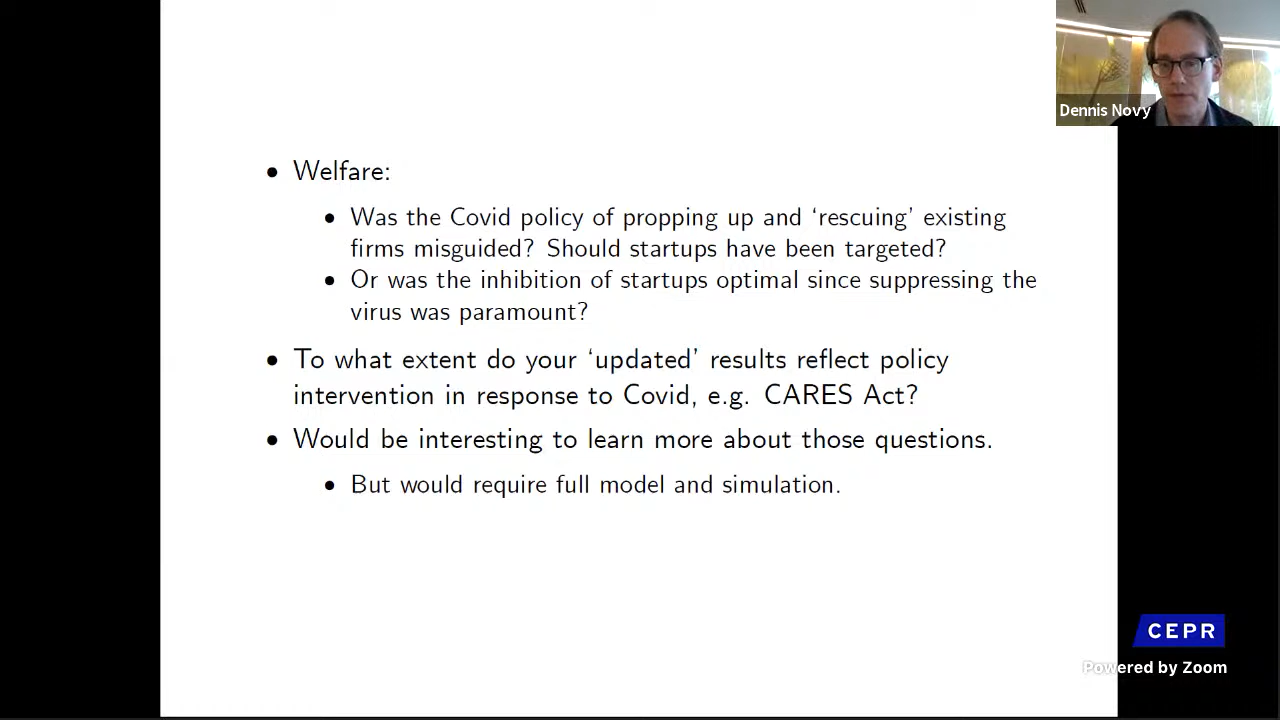 Dennis Novy
• Welfare:
• Was the Covid policy of propping up and ‘rescuing’ existing
firms misguided? Should startups have been targeted?
• Or was the inhibition of startups optimal since suppressing the
virus was paramount?
• To what extent do your ‘updated’ results reflect policy
intervention in response to Covid, e.g. CARES Act?
• Would be interesting to learn more about those questions.
• But would require full model and simulation.
CEPR
Powered by Zoom